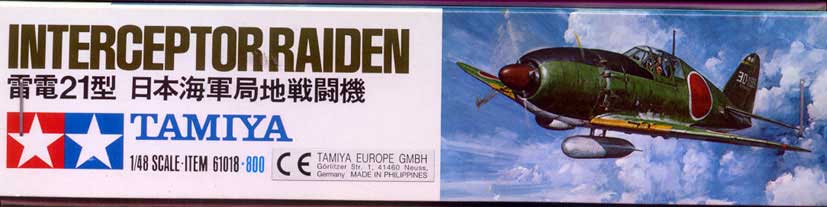 INTERCEPTOR RAIDEN
雷電21型 日本海軍局地戦闘機
TAMIYA
1/48 SCALE-ITEM 61018•800
CE TAMIYA EUROPE GMBH
Görlitzer Str. 1, 41460 Neuss,
Germany MADE IN PHILIPPINES